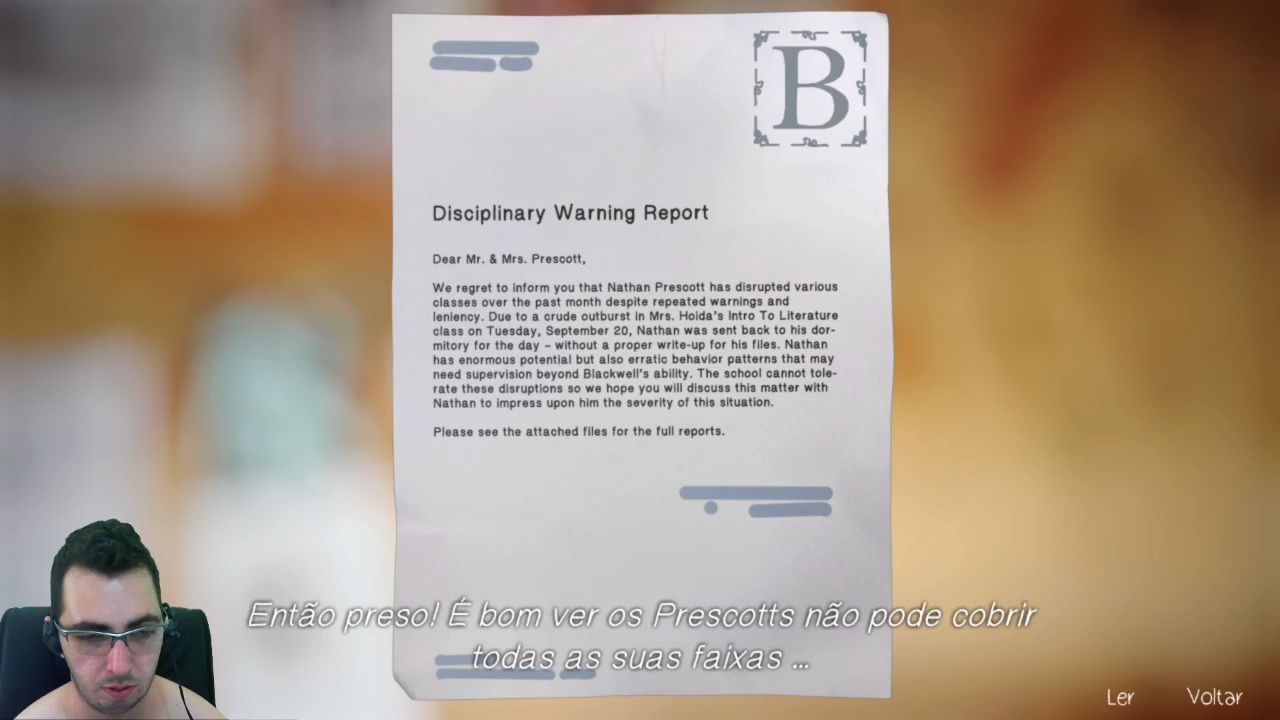 B
Disciplinary Warning Report
Dear Mr. & Mrs. Prescott,
We regret to inform you that Nathan Prescott has disrupted various
classes over the past month despite repeated warnings and
leniency. Due to a crude outburst in Mrs. Hoida's Intro To Literature
class on Tuesday, September 20, Nathan was sent back to his dor-
mitory for the day – without a proper write-up for his files. Nathan
has enormous potential but also erratic behavior patterns that may
need supervision beyond Blackwell's ability. The school cannot tole-
rate these disruptions so we hope you will discuss this matter with
Nathan to impress upon him the severity of this situation.
Please see the attached files for the full reports.
Então preso! É bom ver os Prescotts não pode cobrir
todas as suas faixas ...
Ler Voltar